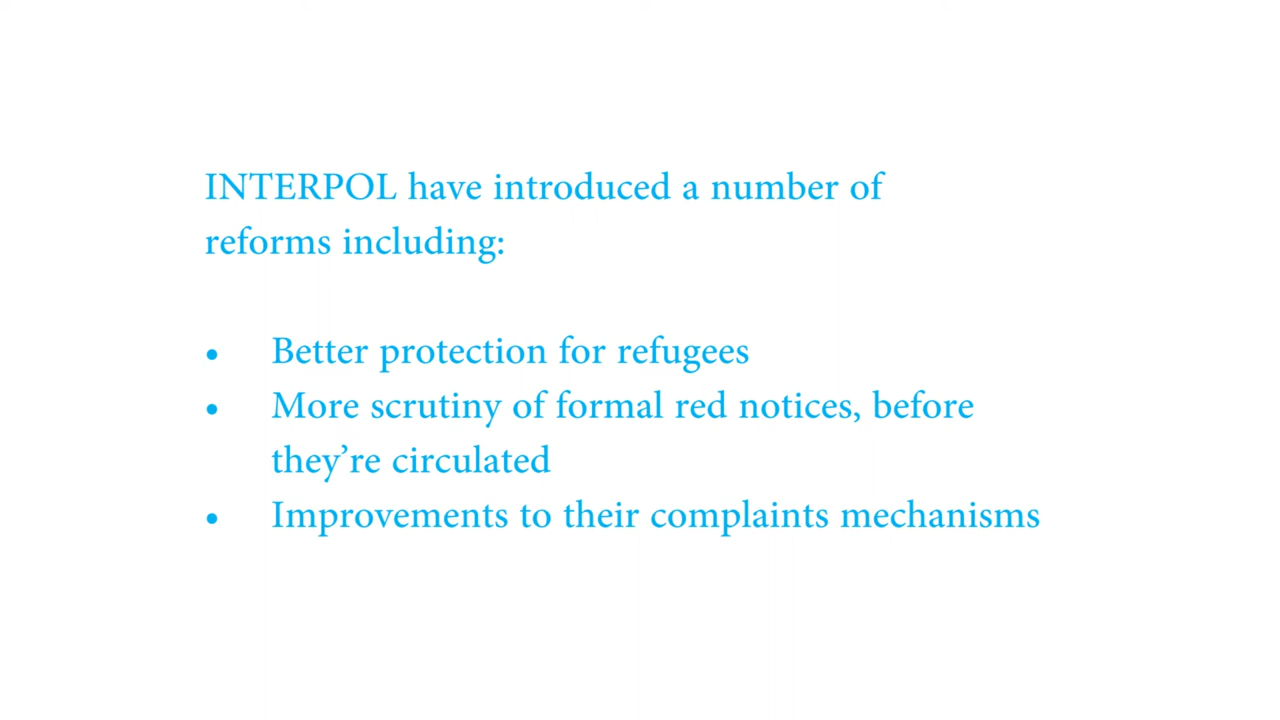 INTERPOL have introduced a number of
reforms including:
• Better protection for refugees
• More scrutiny of formal red notices, before
they’re circulated
• Improvements to their complaints mechanisms